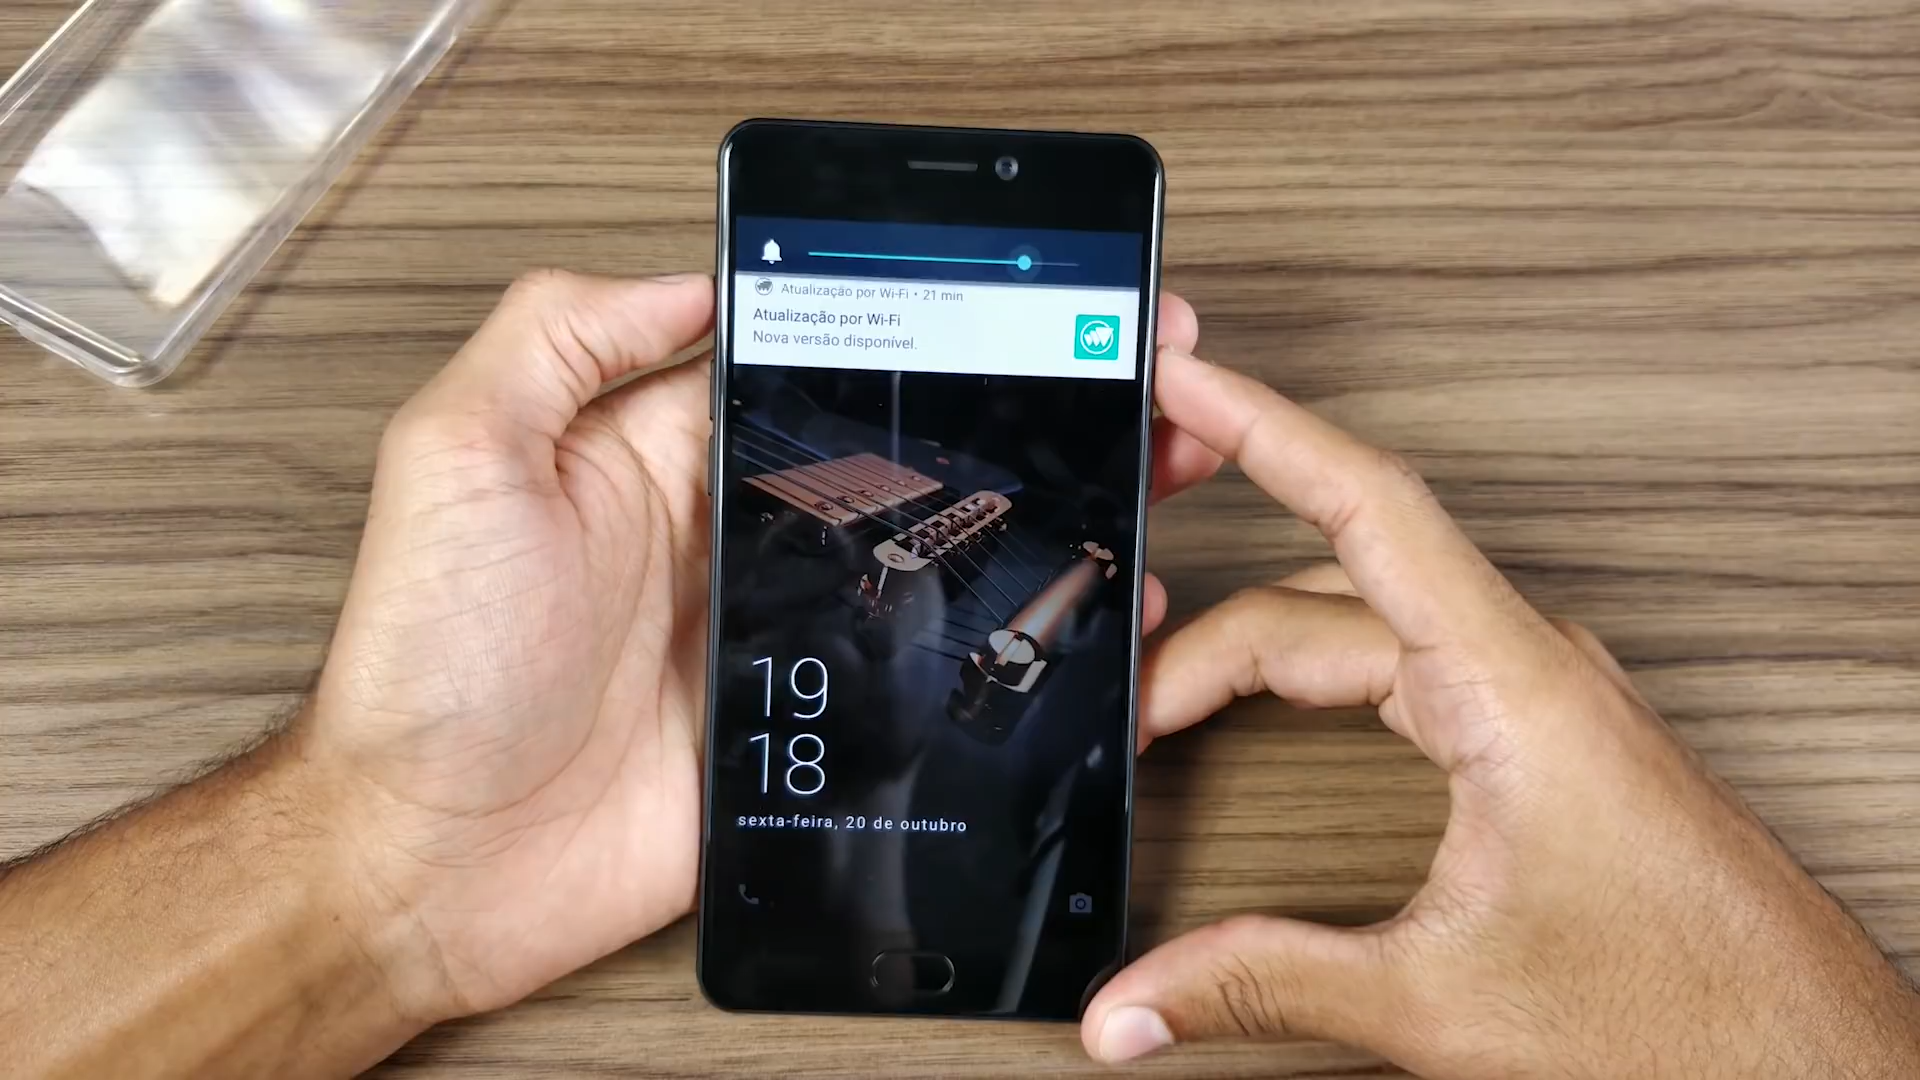 Atualização por Wi-Fi • 21 min
Atualização por Wi-Fi
Nova versão disponível.
19
18
sexta-feira, 20 de outubro